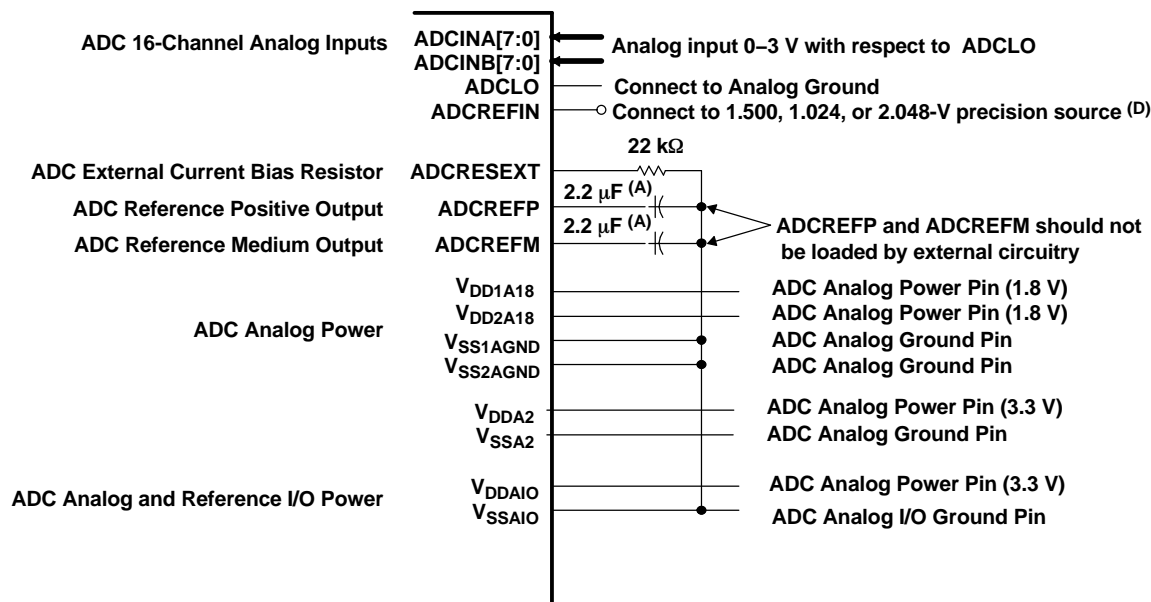 ADC 16-Channel Analog Inputs
ADCINA[7:0]
ADCINB[7:0]
Analog input 0–3 V with respect to ADCLO
ADCLO
Connect to Analog Ground
ADCREFIN
Connect to 1.500, 1.024, or 2.048-V precision source (D)
22 kΩ
ADC External Current Bias Resistor
ADCRESEXT
2.2 μF (A)
ADC Reference Positive Output
ADCREFP
2.2 μF (A)
ADC Reference Medium Output
ADCREFM
ADCREFP and ADCREFM should not
be loaded by external circuitry
VDD1A18
ADC Analog Power Pin (1.8 V)
VDD2A18
ADC Analog Power Pin (1.8 V)
ADC Analog Power
VSS1AGND
ADC Analog Ground Pin
VSS2AGND
ADC Analog Ground Pin
VDDA2
ADC Analog Power Pin (3.3 V)
VSSA2
ADC Analog Ground Pin
ADC Analog and Reference I/O Power
VDDAIO
ADC Analog Power Pin (3.3 V)
VSSAIO
ADC Analog I/O Ground Pin